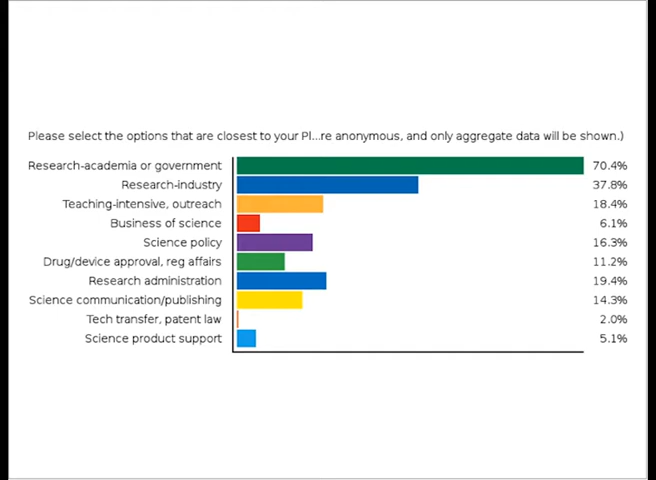 Please select the options that are closest to your Pl...re anonymous, and only aggregate data will be shown.)
Research-academia or government 70.4%
Research-industry 37.8%
Teaching-intensive, outreach 18.4%
Business of science 6.1%
Science policy 16.3%
Drug/device approval, reg affairs 11.2%
Research administration 19.4%
Science communication/publishing 14.3%
Tech transfer, patent law 2.0%
Science product support 5.1%